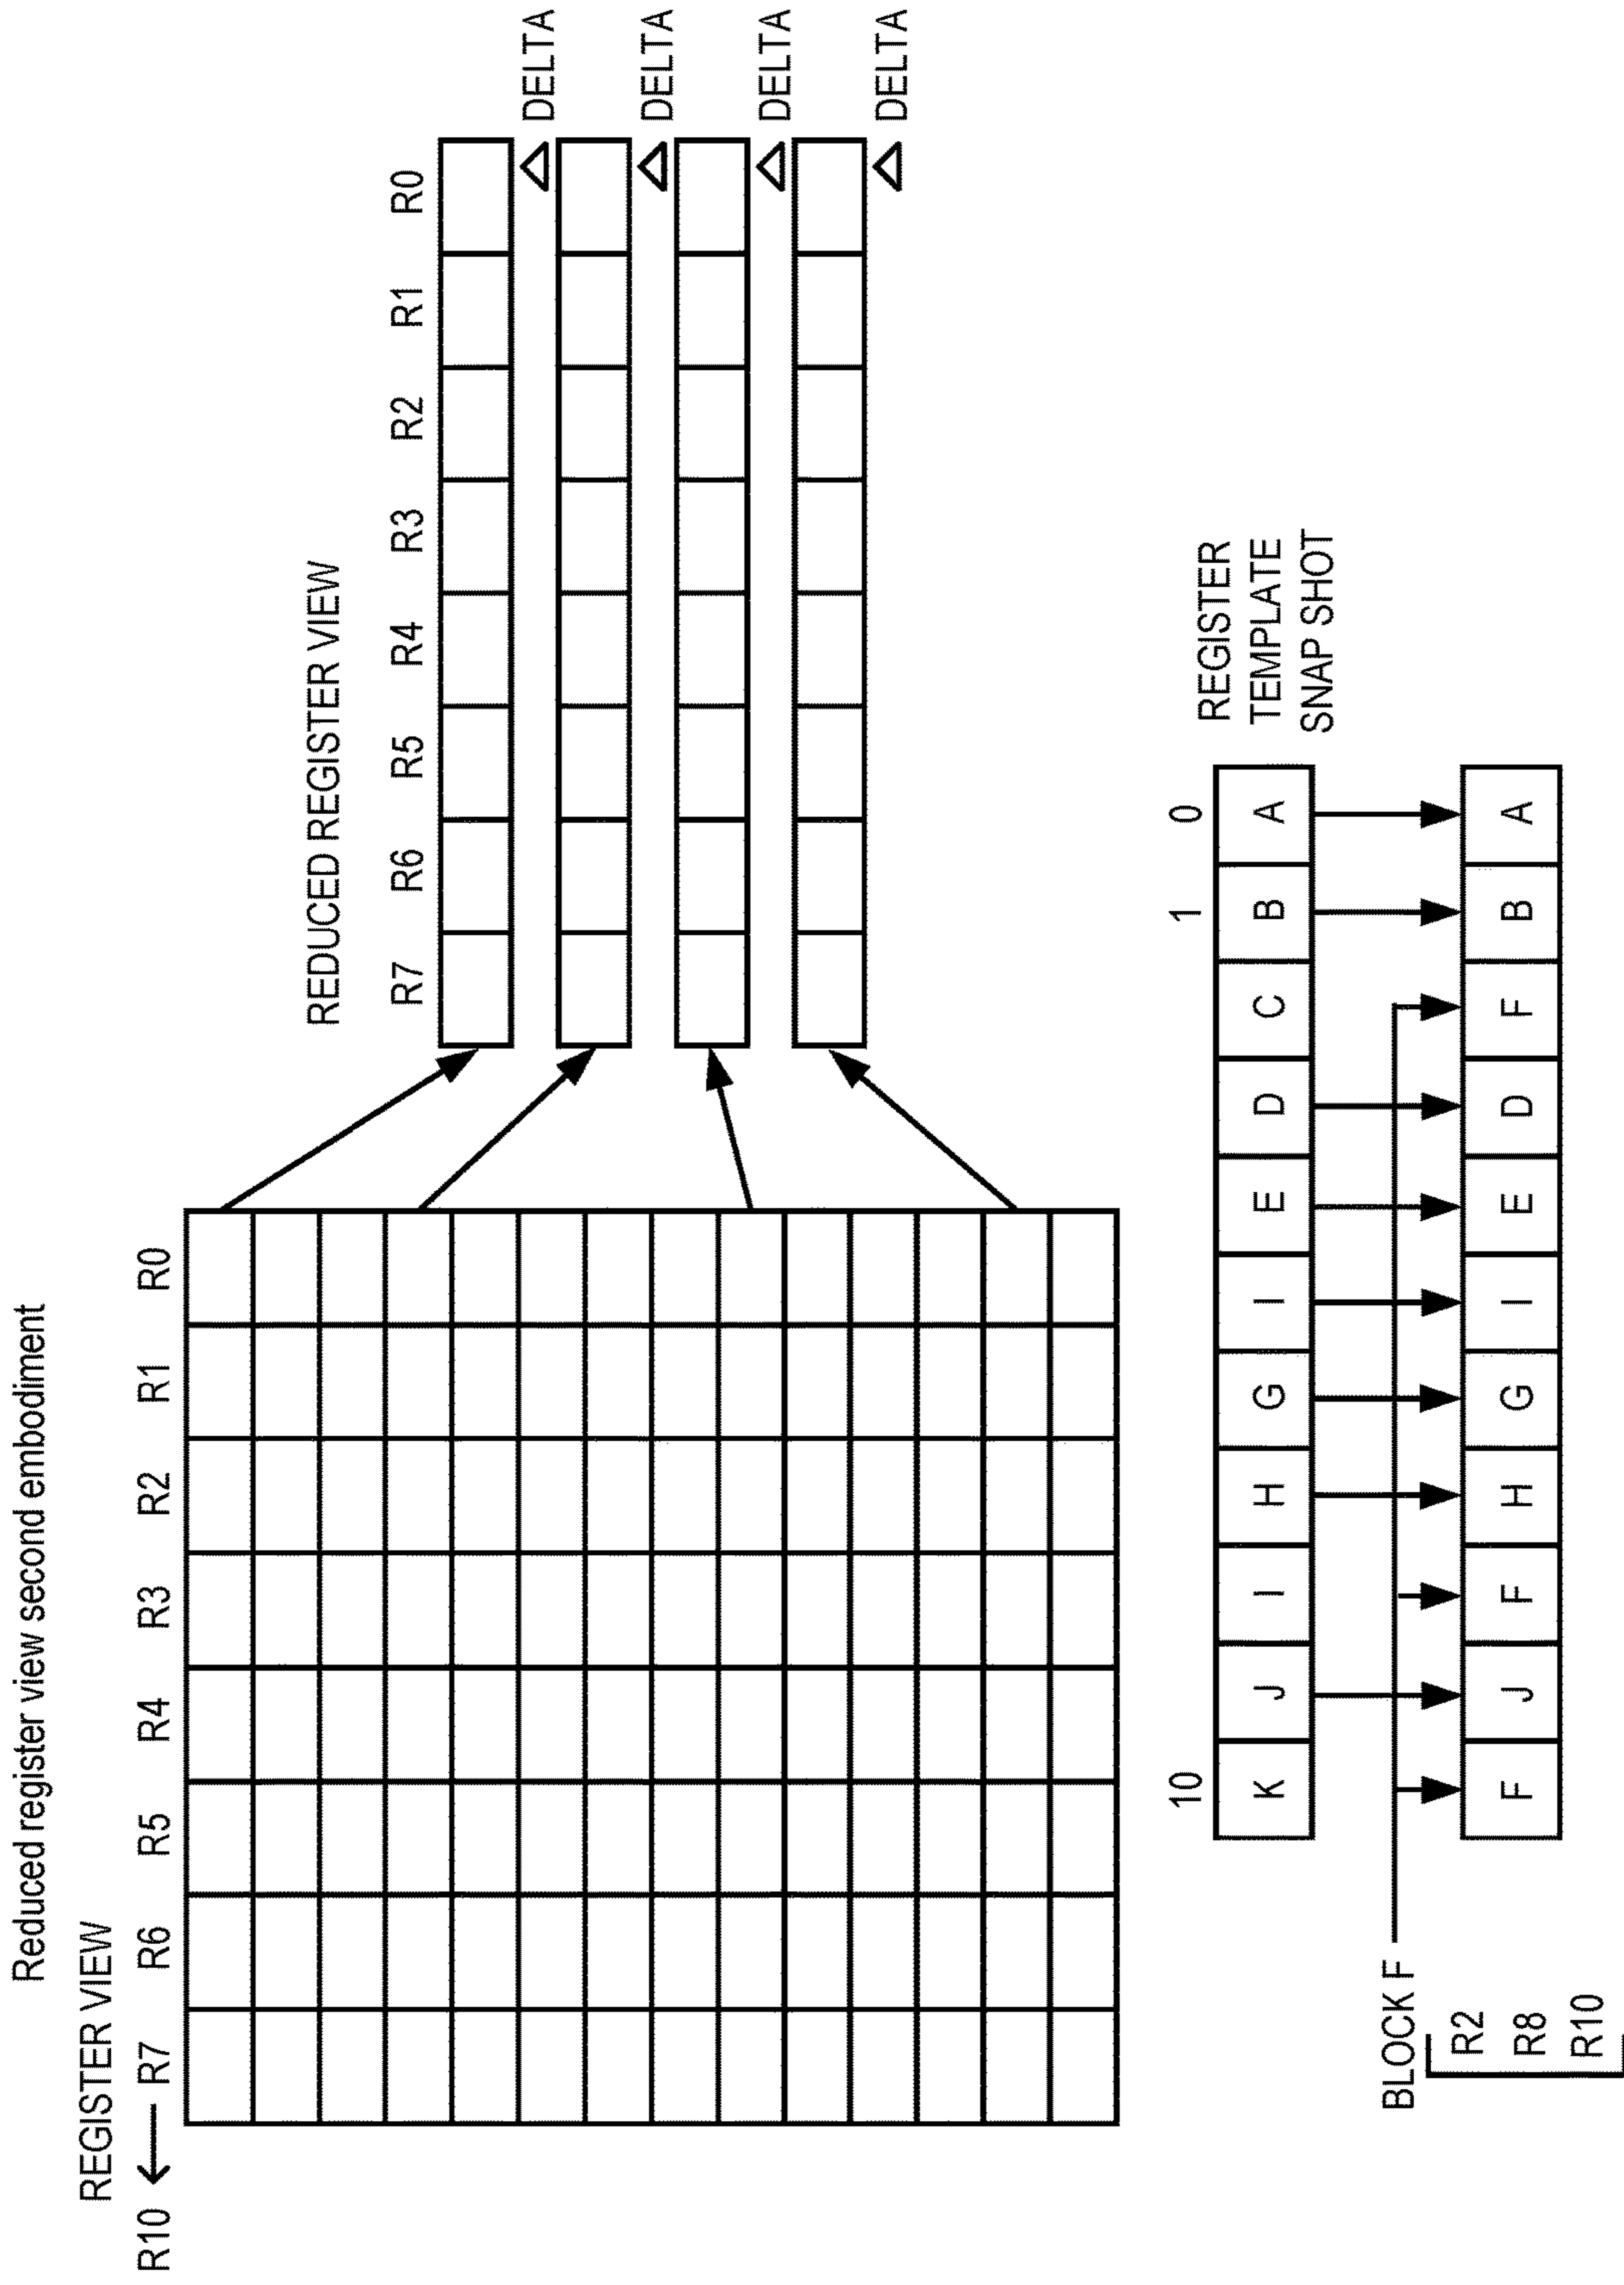 Reduced register view second embodiment
REGISTER VIEW
R10 ← R7 R6 R5 R4 R3 R2 R1 R0
REDUCED REGISTER VIEW
R7 R6 R5 R4 R3 R2 R1 R0
DELTA
DELTA
DELTA
DELTA
10 1 0
K J I H G I E D C B A
REGISTER
TEMPLATE
SNAP SHOT
BLOCK F
F J F H G I E D F B A
R2
R8
R10